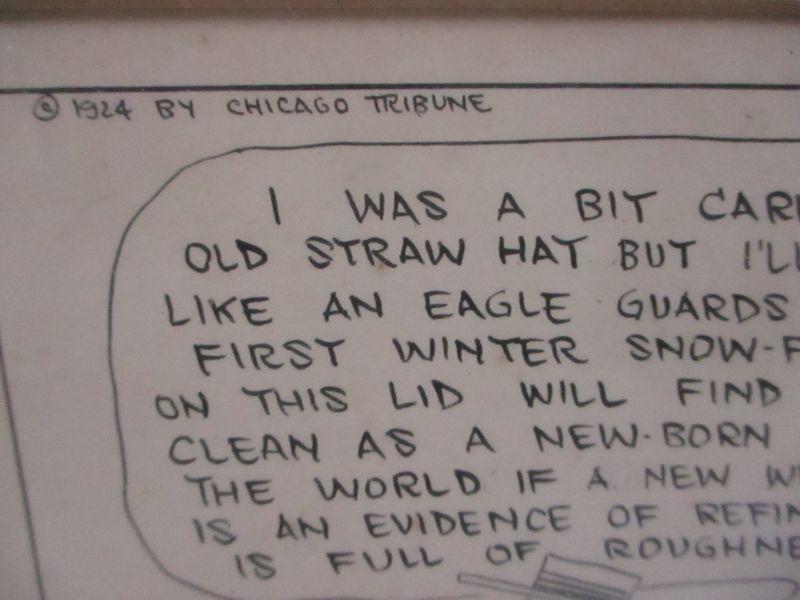 © 1924 BY CHICAGO TRIBUNE
I WAS A BIT
OLD STRAW HAT BUT
LIKE AN EAGLE GUARDS
FIRST WINTER
ON THIS LID WILL FIND
CLEAN AS A NEW-BORN
THE WORLD IF A NEW
IS AN EVIDENCE OF
IS FULL OF